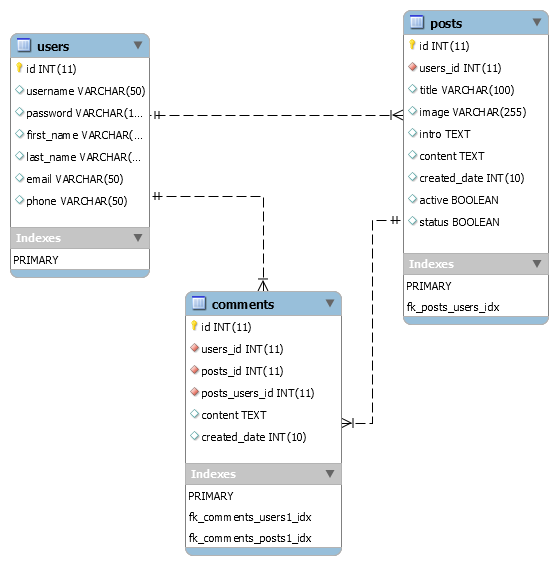 users
id INT(11)
username VARCHAR(50)
password VARCHAR(1...
first_name VARCHAR(...
last_name VARCHAR(...
email VARCHAR(50)
phone VARCHAR(50)
Indexes
PRIMARY
posts
id INT(11)
users_id INT(11)
title VARCHAR(100)
image VARCHAR(255)
intro TEXT
content TEXT
created_date INT(10)
active BOOLEAN
status BOOLEAN
Indexes
PRIMARY
fk_posts_users_idx
comments
id INT(11)
users_id INT(11)
posts_id INT(11)
posts_users_id INT(11)
content TEXT
created_date INT(10)
Indexes
PRIMARY
fk_comments_users1_idx
fk_comments_posts1_idx